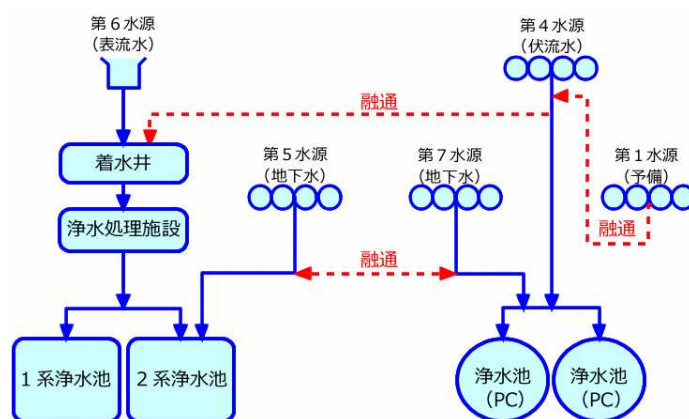 第６水源
（表流水）
第４水源
（伏流水）
融通
着水井
第５水源
（地下水）
第７水源
（地下水）
第１水源
（予備）
融通
浄水処理施設
融通
１系浄水池
２系浄水池
浄水池
（PC）
浄水池
（PC）